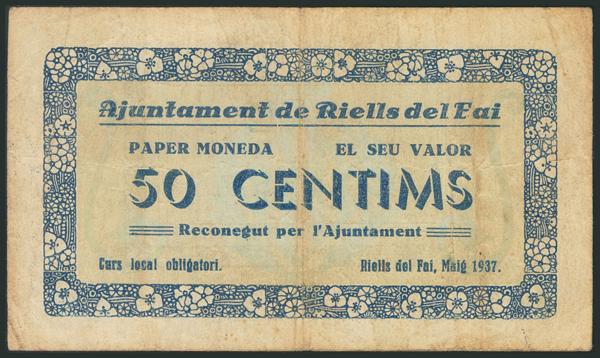 Ajuntament de Riells del Fai
PAPER MONEDA EL SEU VALOR
50 CENTIMS
Reconegut per l'Ajuntament
Curs local obligatori. Riells del Fai, Maig 1937.